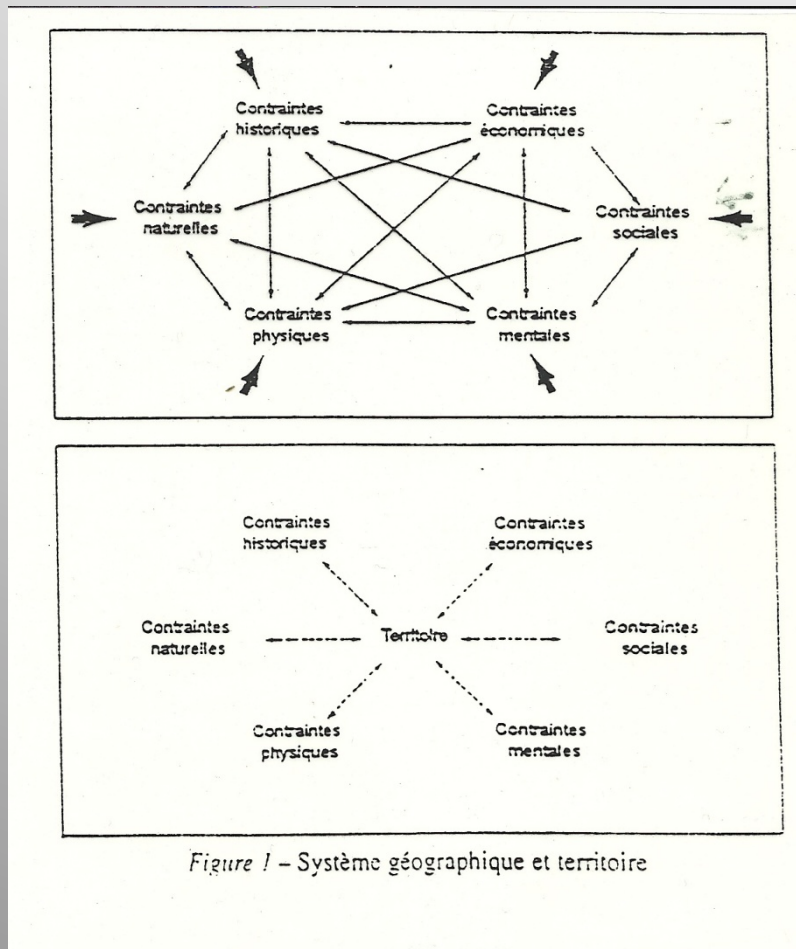 Contraintes
historiques
Contraintes
économiques
Contraintes
naturelles
Contraintes
sociales
Contraintes
physiques
Contraintes
mentales
Contraintes
historiques
Contraintes
économiques
Contraintes
naturelles
Territoire
Contraintes
sociales
Contraintes
physiques
Contraintes
mentales
Figure 1 – Système géographique et territoire